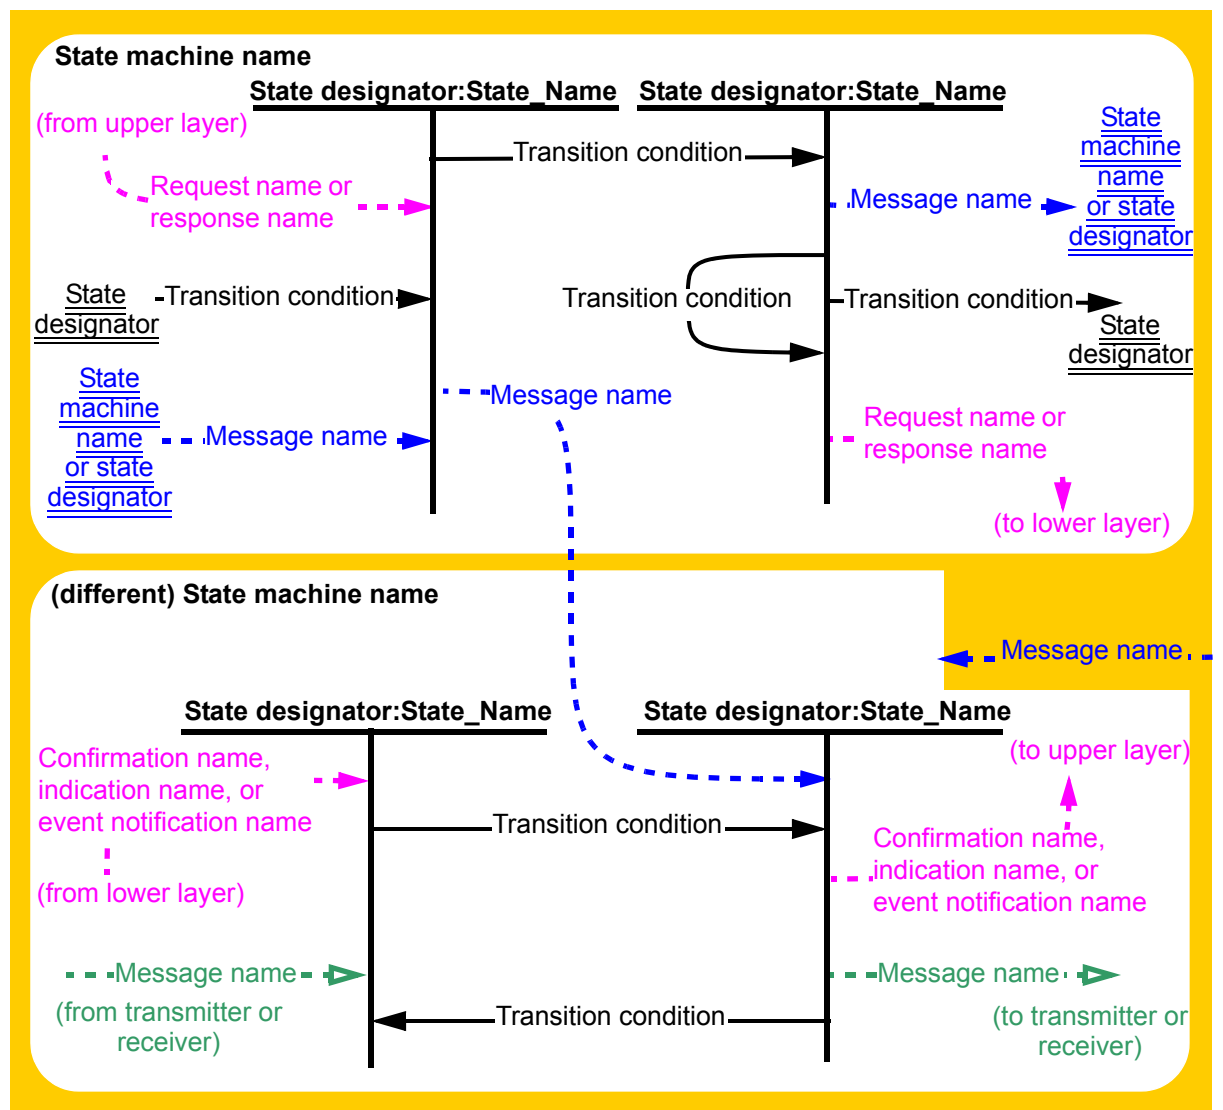 State machine name
State designator:State_Name
State designator:State_Name
(from upper layer)
Request name or
response name
Transition condition
State
machine
name
or state
designator
Message name
State
designator
Transition condition
Transition condition
Transition condition
State
designator
State
machine
name
or state
designator
Message name
Message name
Request name or
response name
(to lower layer)
(different) State machine name
Message name
State designator:State_Name
State designator:State_Name
Confirmation name,
indication name, or
event notification name
(from lower layer)
Transition condition
(to upper layer)
Confirmation name,
indication name, or
event notification name
Message name
(from transmitter or
receiver)
Transition condition
Message name
(to transmitter or
receiver)